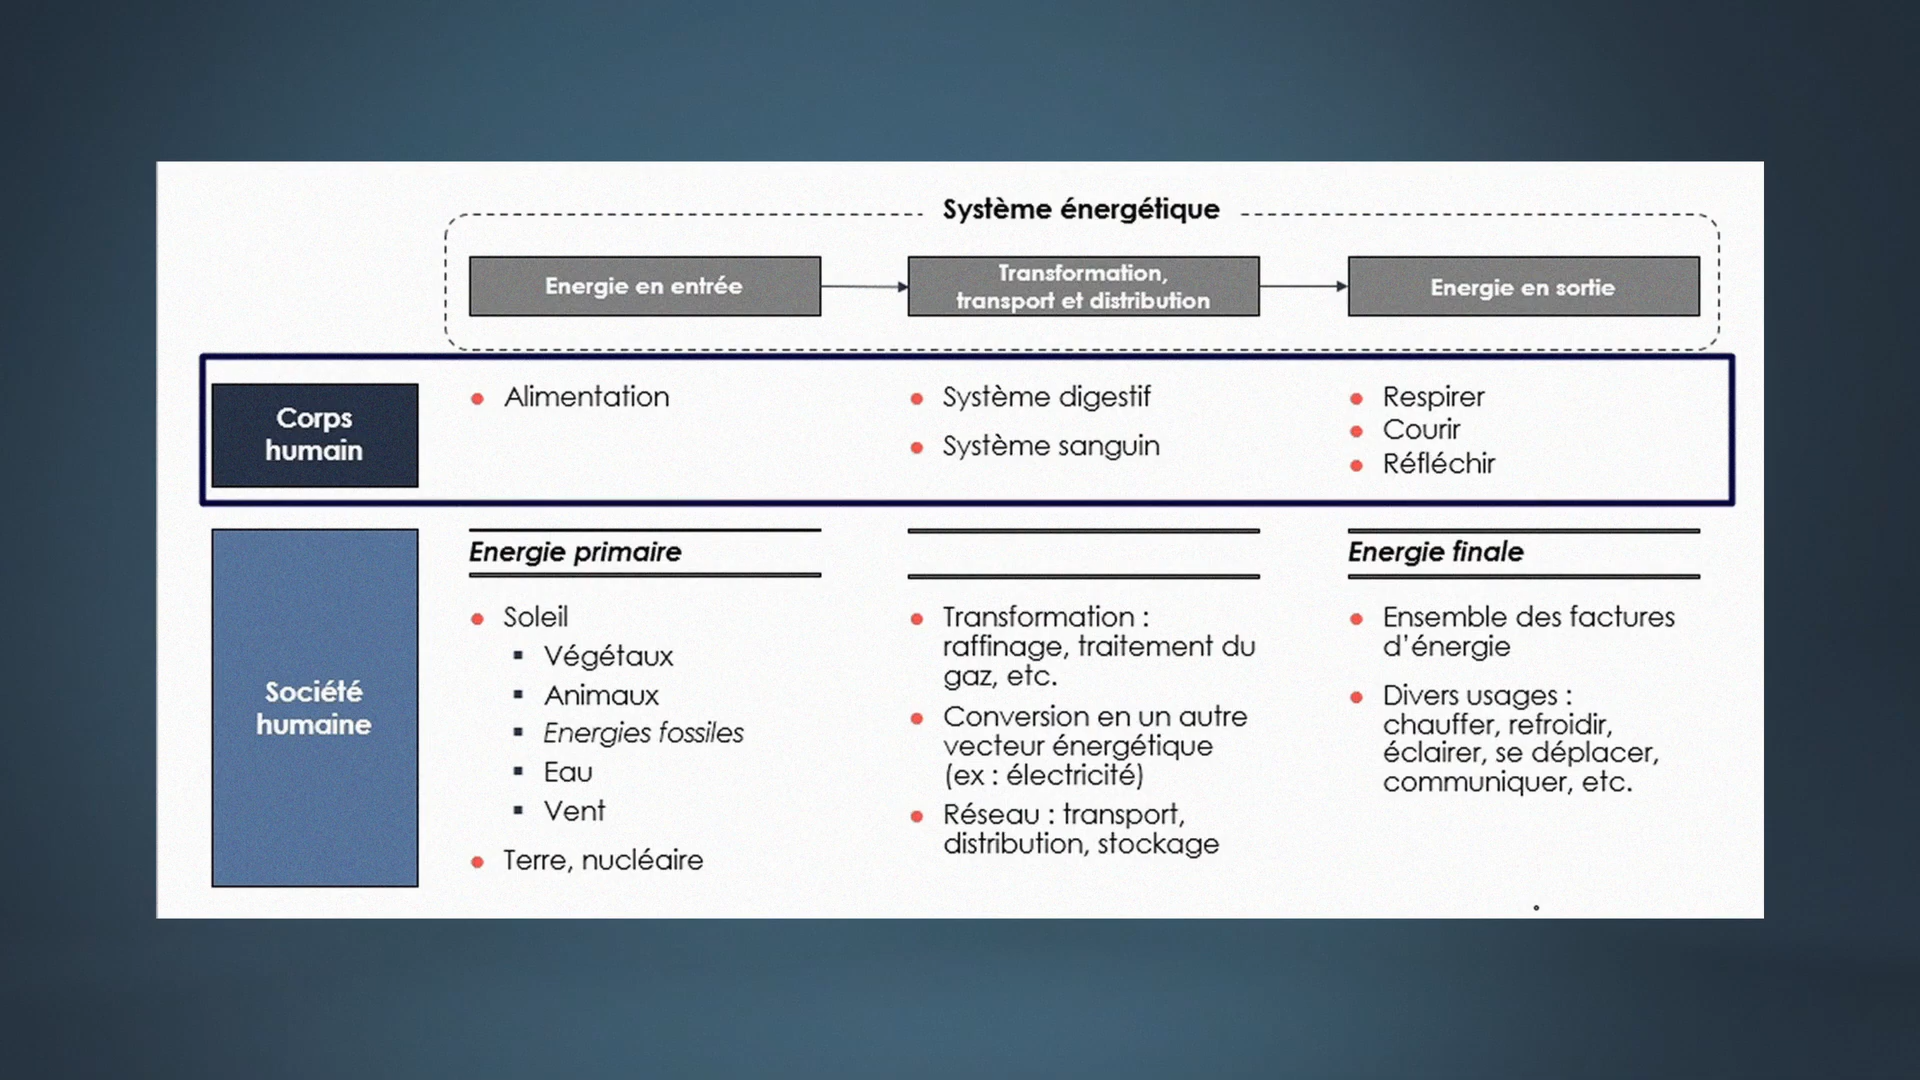 Système énergétique
Energie en entrée
Transformation,
transport et distribution
Energie en sortie
Corps
humain
Alimentation
Système digestif
Système sanguin
Respirer
Courir
Réfléchir
Société
humaine
Energie primaire
Soleil
Végétaux
Animaux
Energies fossiles
Eau
Vent
Terre, nucléaire
Transformation :
raffinage, traitement du
gaz, etc.
Conversion en un autre
vecteur énergétique
(ex : électricité)
Réseau : transport,
distribution, stockage
Energie finale
Ensemble des factures
d'énergie
Divers usages :
chauffer, refroidir,
éclairer, se déplacer,
communiquer, etc.